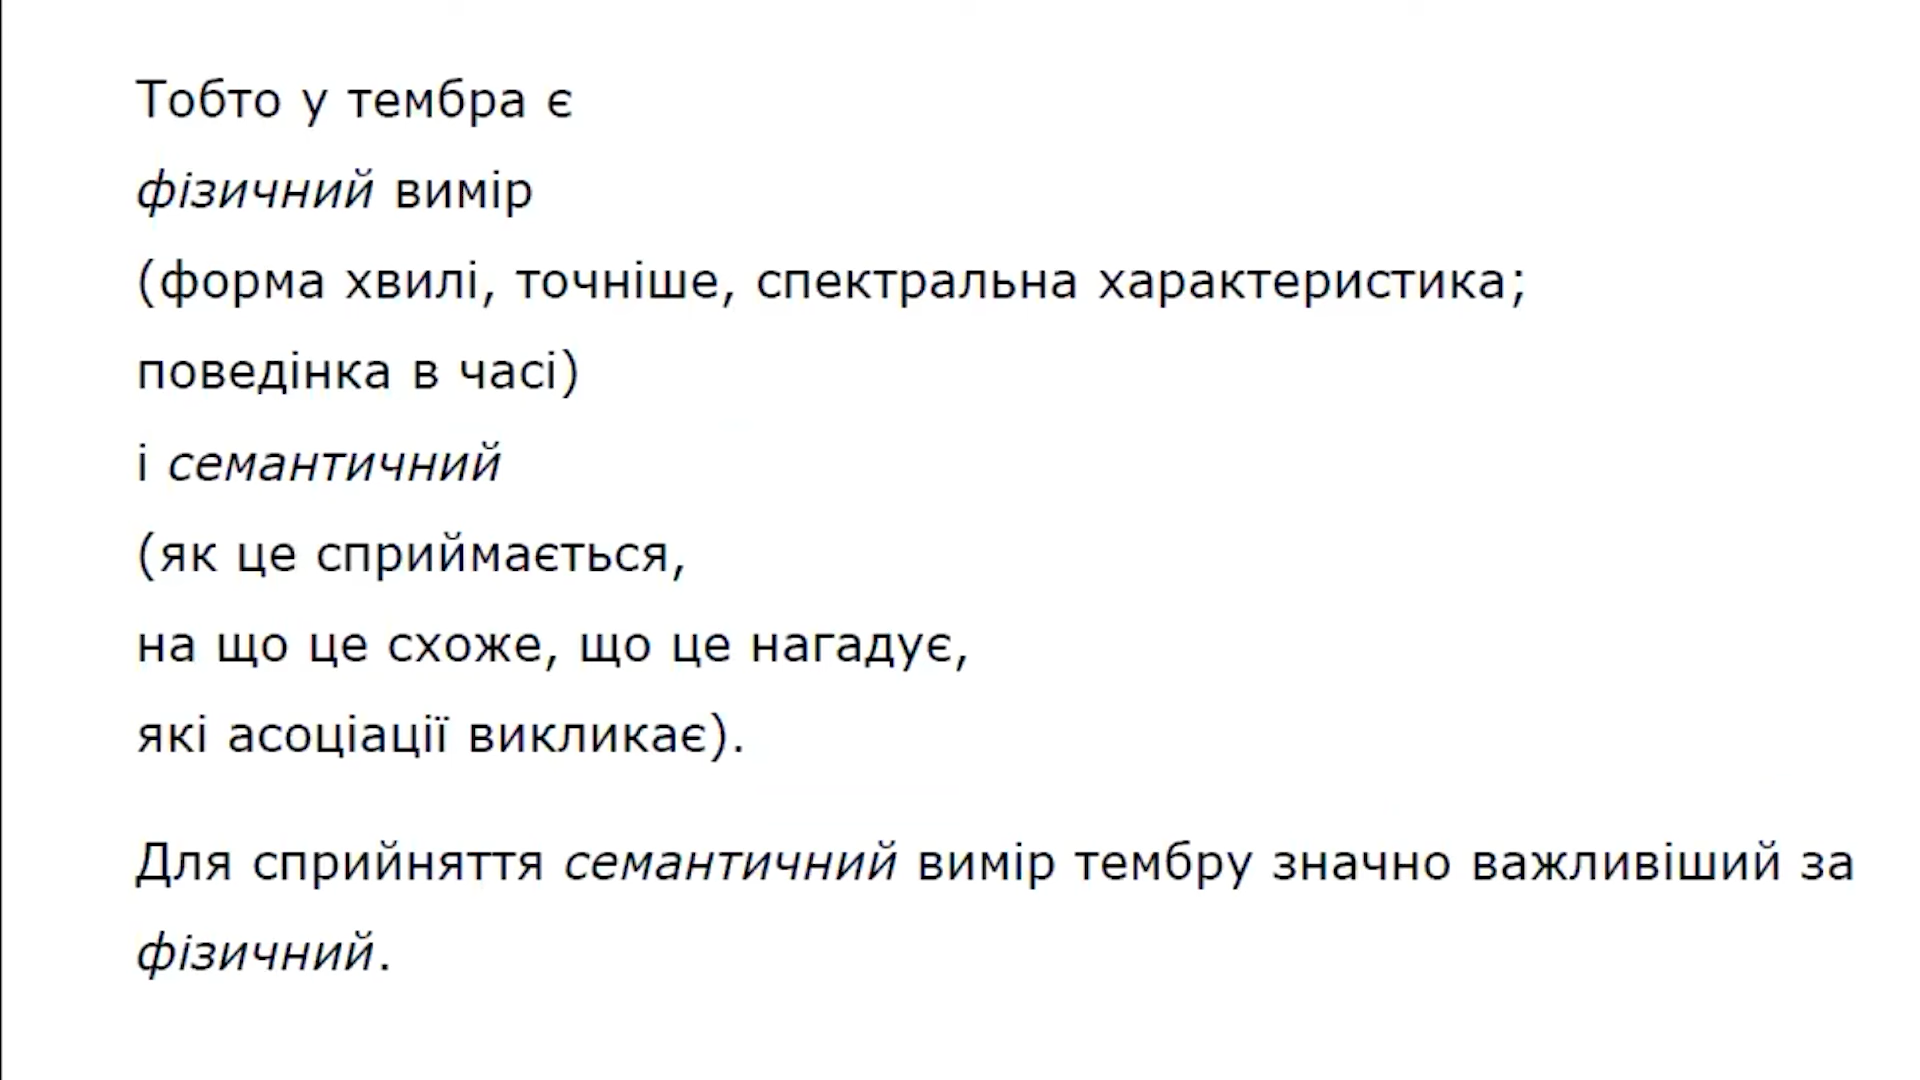 Тобто у тембра є
фізичний вимір
(форма хвилі, точніше, спектральна характеристика;
поведінка в часі)
і семантичний
(як це сприймається,
на що це схоже, що це нагадує,
які асоціації викликає).
Для сприйняття семантичний вимір тембру значно важливіший за
фізичний.